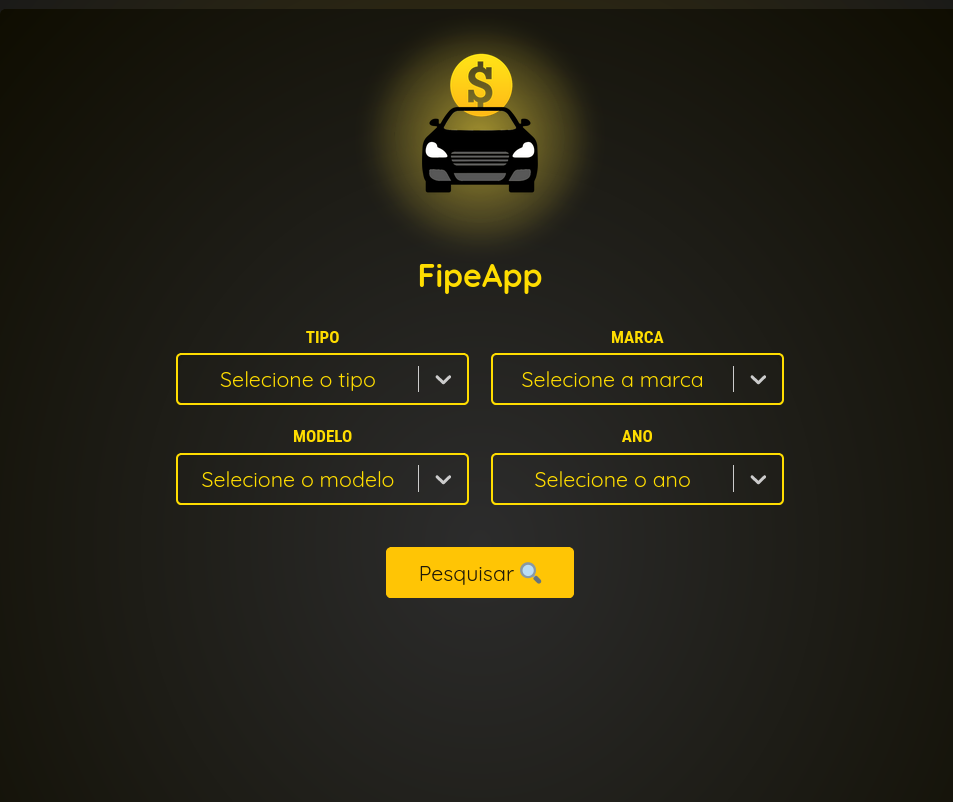 $
FipeApp
TIPO
MARCA
Selecione o tipo
Selecione a marca
MODELO
ANO
Selecione o modelo
Selecione o ano
Pesquisar 🔍